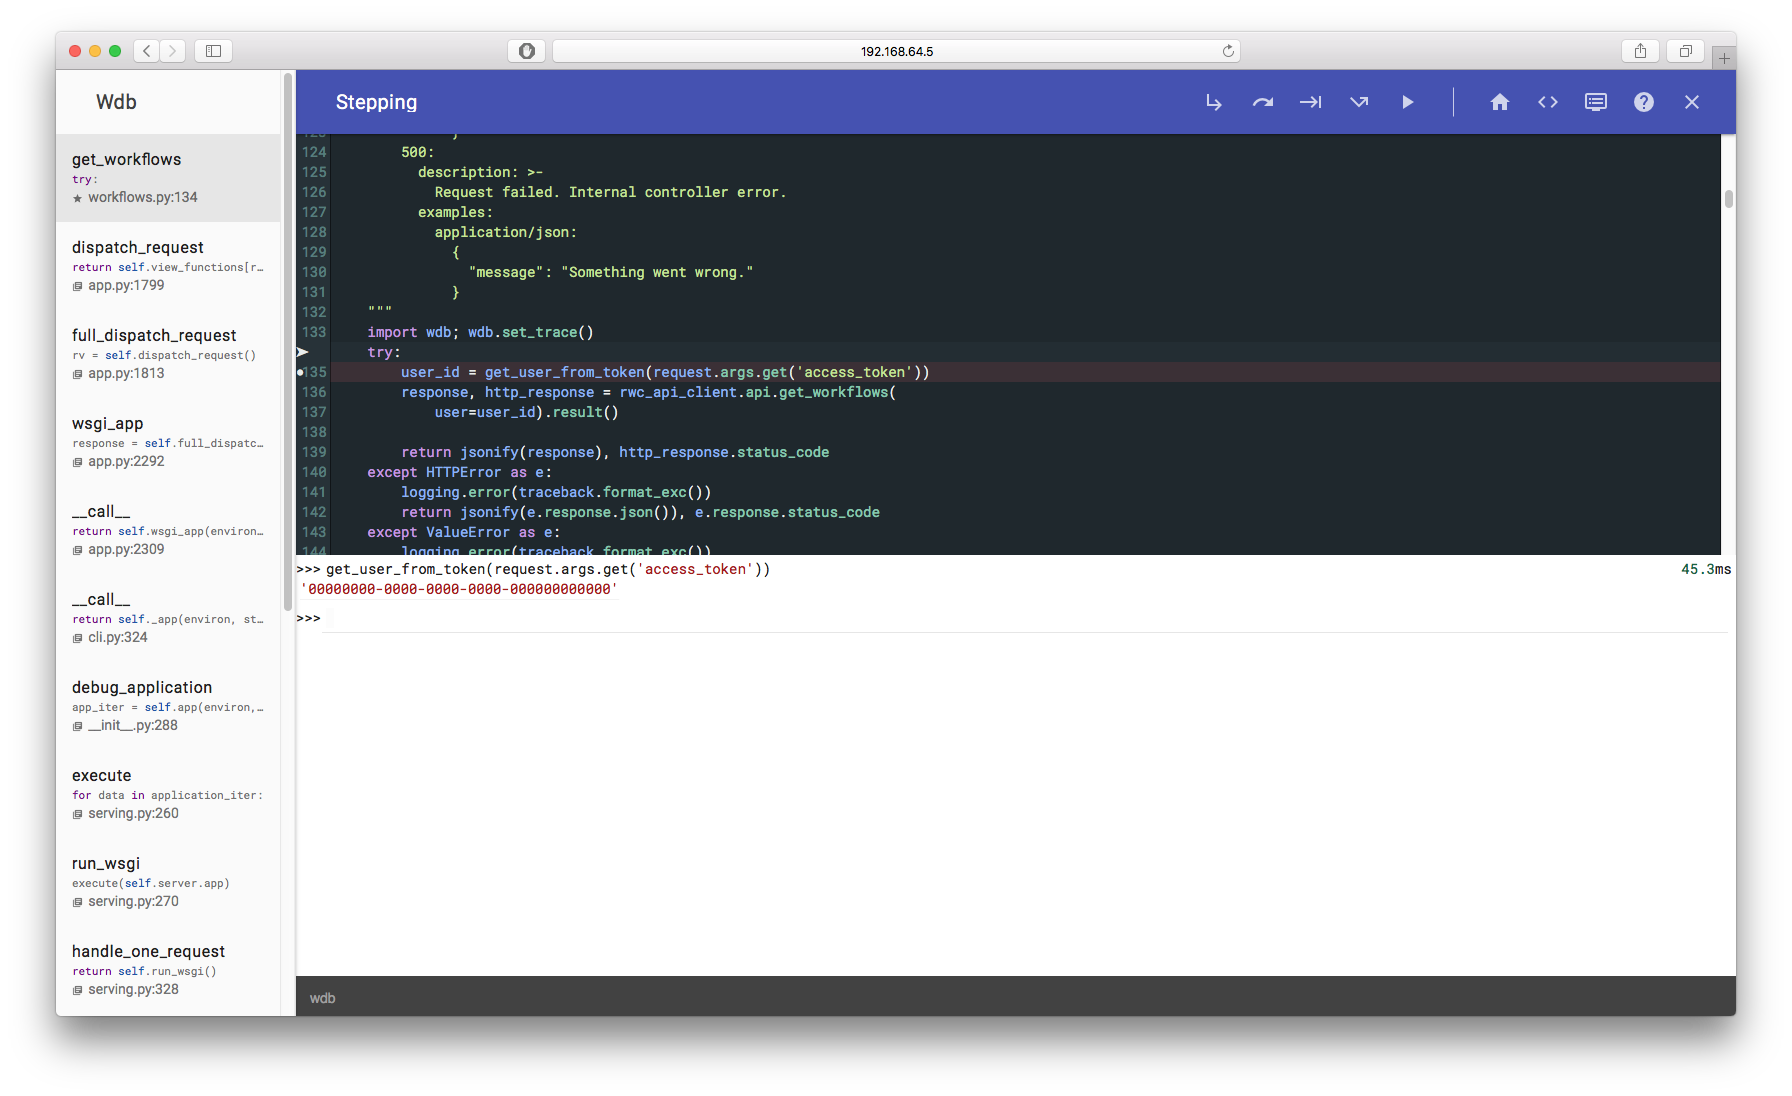 192.168.64.5
Wdb
Stepping
get_workflows
try:
workflows.py:134
dispatch_request
return self.view_functions[r…
app.py:1799
full_dispatch_request
rv = self.dispatch_request()
app.py:1813
wsgi_app
response = self.full_dispatc…
app.py:2292
__call__
return self.wsgi_app(environ…
app.py:2309
__call__
return self._app(environ, st…
cli.py:324
debug_application
app_iter = self.app(environ,…
__init__.py:288
execute
for data in application_iter:
serving.py:260
run_wsgi
execute(self.server.app)
serving.py:270
handle_one_request
return self.run_wsgi()
serving.py:328
124 500:
125 description: >-
126 Request failed. Internal controller error.
127 examples:
128 application/json:
129 {
130 "message": "Something went wrong."
131 }
132 """
133 import wdb; wdb.set_trace()
try:
135 user_id = get_user_from_token(request.args.get('access_token'))
136 response, http_response = rwc_api_client.api.get_workflows(
137 user=user_id).result()
138
139 return jsonify(response), http_response.status_code
140 except HTTPError as e:
141 logging.error(traceback.format_exc())
142 return jsonify(e.response.json()), e.response.status_code
143 except ValueError as e:
144 logging.error(traceback.format_exc())
>>> get_user_from_token(request.args.get('access_token')) 45.3ms
'00000000-0000-0000-0000-000000000000'
>>>
wdb